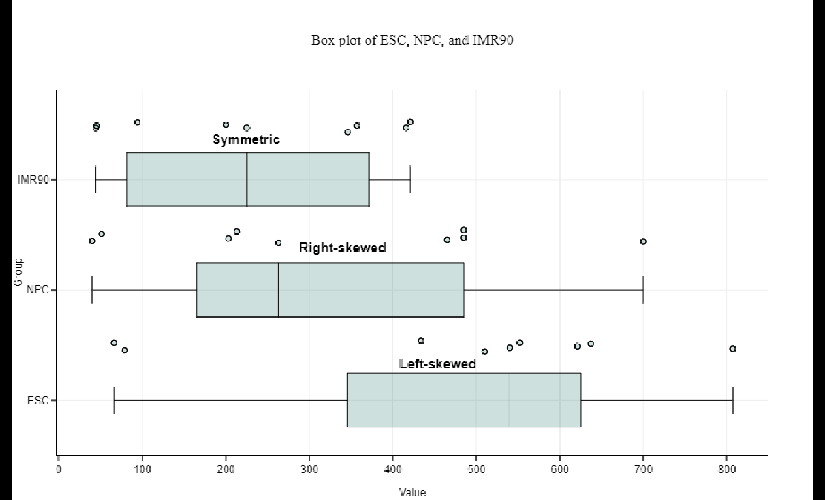 Box plot of ESC, NPC, and IMR90
Symmetric
IMR90
Right-skewed
Group
NPC
Left-skewed
ESC
0 100 200 300 400 500 600 700 800
Value